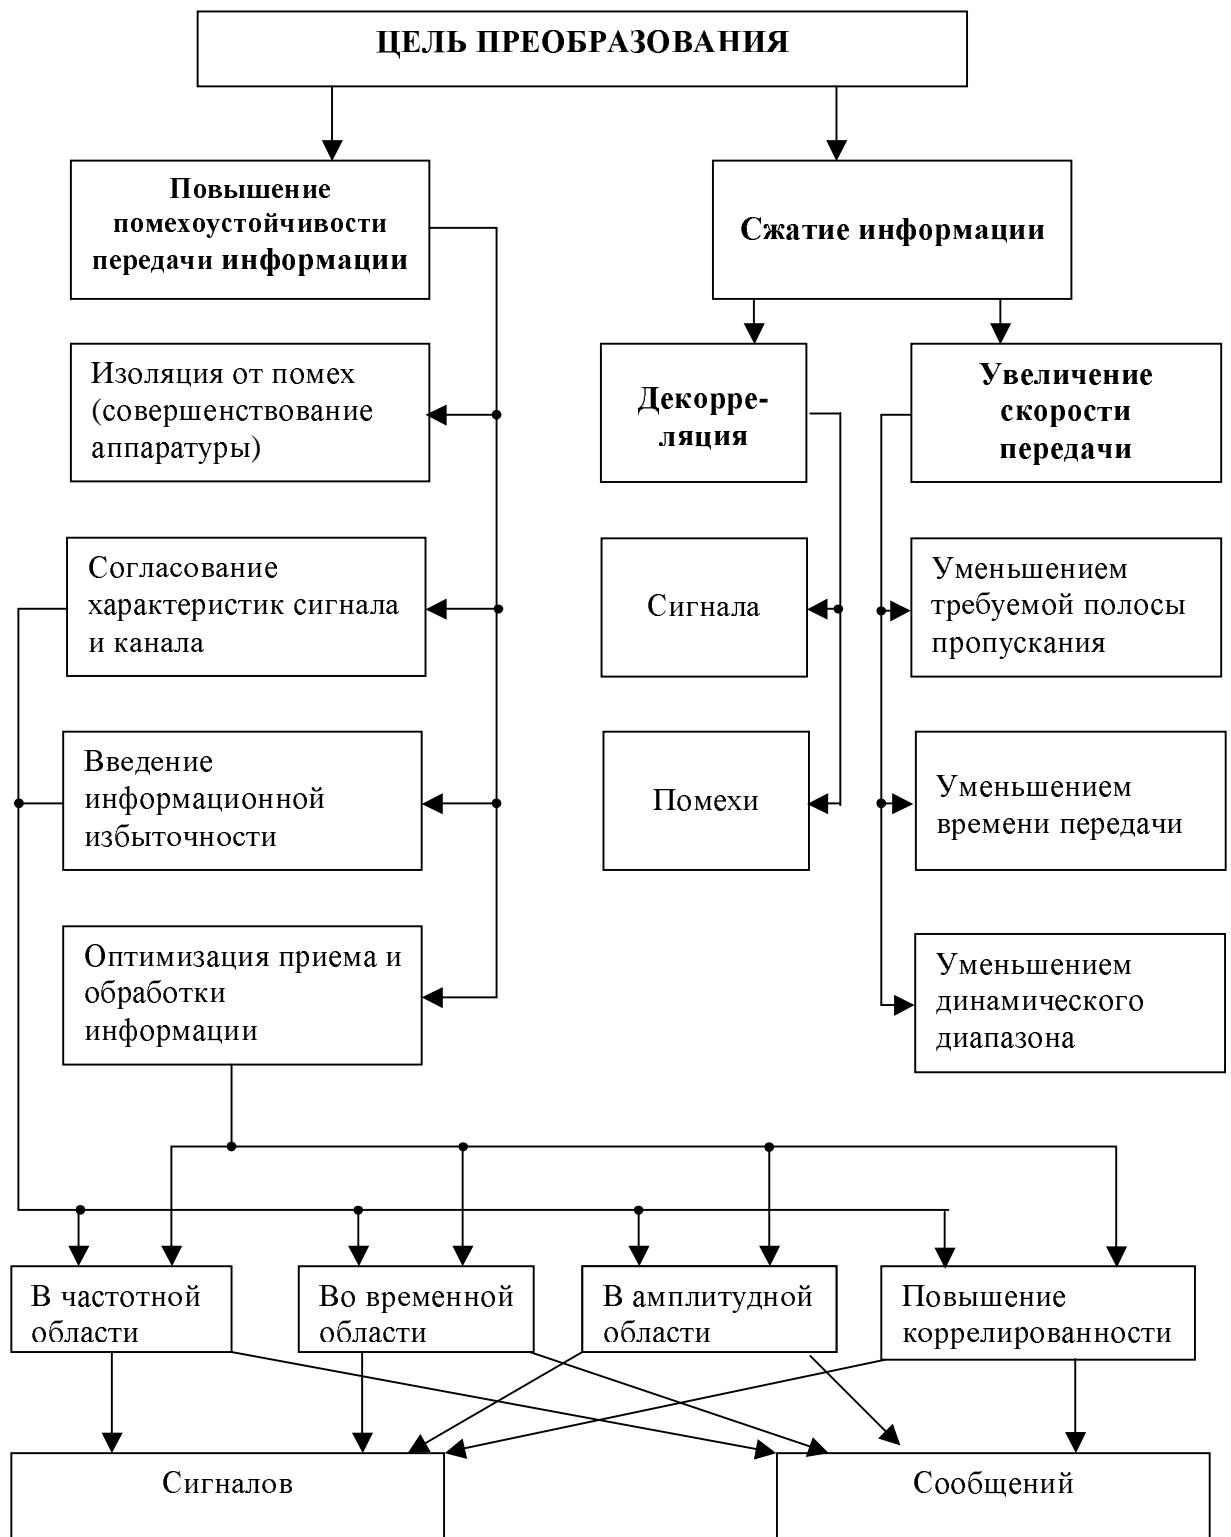 ЦЕЛЬ ПРЕОБРАЗОВАНИЯ
Повышение
помехоустойчивости
передачи информации
Сжатие информации
Изоляция от помех
(совершенствование
аппаратуры)
Декорре-
ляция
Увеличение
скорости
передачи
Согласование
характеристик сигнала
и канала
Сигнала
Уменьшением
требуемой полосы
пропускания
Введение
информационной
избыточности
Помехи
Уменьшением
времени передачи
Оптимизация приема и
обработки
информации
Уменьшением
динамического
диапазона
В частотной
области
Во временной
области
В амплитудной
области
Повышение
коррелированности
Сигналов
Сообщений